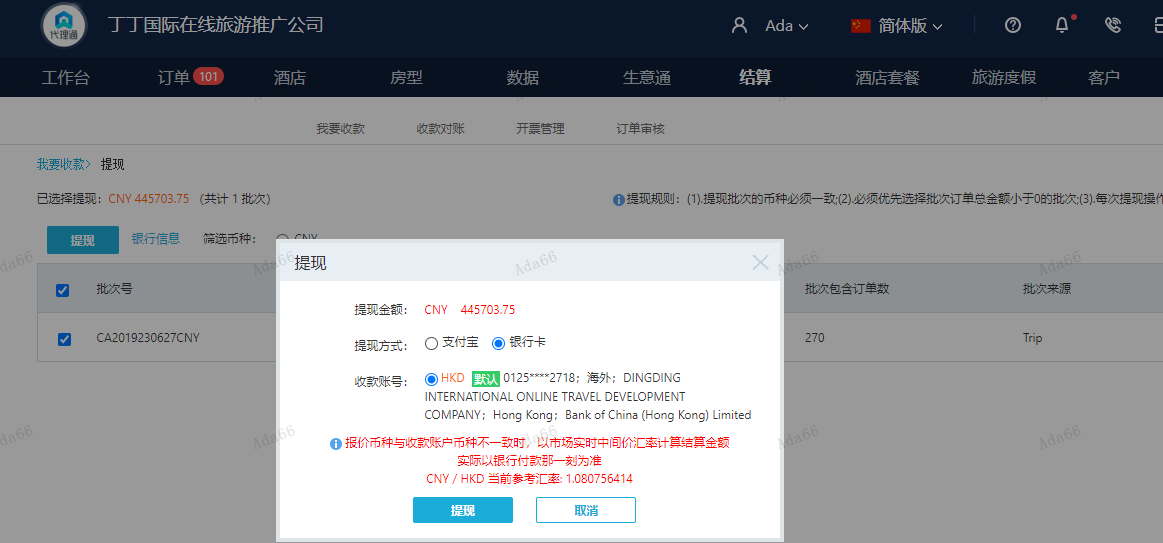 代理通
丁丁国际在线旅游推广公司
Ada
简体版
工作台
订单 101
酒店
房型
数据
生意通
结算
酒店套餐
旅游度假
客户
我要收款
收款对账
开票管理
订单审核
我要收款> 提现
已选择提现： CNY 445703.75 (共计 1 批次)
提现规则：(1).提现批次的币种必须一致;(2).必须优先选择批次订单总金额小于0的批次;(3).每次提现操作
提现
银行信息
筛选币种：
CNY
批次号
批次包含订单数
批次来源
CA2019230627CNY
270
Trip
提现
提现金额： CNY 445703.75
提现方式： 支付宝 银行卡
收款账号： HKD 默认 0125****2718；海外；DINGDING
INTERNATIONAL ONLINE TRAVEL DEVELOPMENT
COMPANY；Hong Kong；Bank of China (Hong Kong) Limited
报价币种与收款账户币种不一致时，以市场实时中间价汇率计算结算金额
实际以银行付款那一刻为准
CNY / HKD 当前参考汇率: 1.080756414
提现
取消
Ada66
Ada66
Ada66
Ada66
Ada66
Ada66
Ada66
Ada66